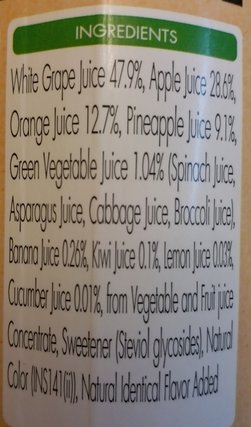 INGREDIENTS
White Grape Juice 47.9%, Apple Juice 28.6%,
Orange Juice 12.7%, Pineapple Juice 9.1%,
Green Vegetable Juice 1.04% (Spinach Juice,
Asparagus Juice, Cabbage Juice, Broccoli Juice),
Banana Juice 0.26%, Kiwi Juice 0.1%, Lemon Juice 0.03%,
Cucumber Juice 0.01%, from Vegetable and Fruit juice
Concentrate, Sweetener (Steviol glycosides), Natural
Color (INS141(ii)), Natural Identical Flavor Added